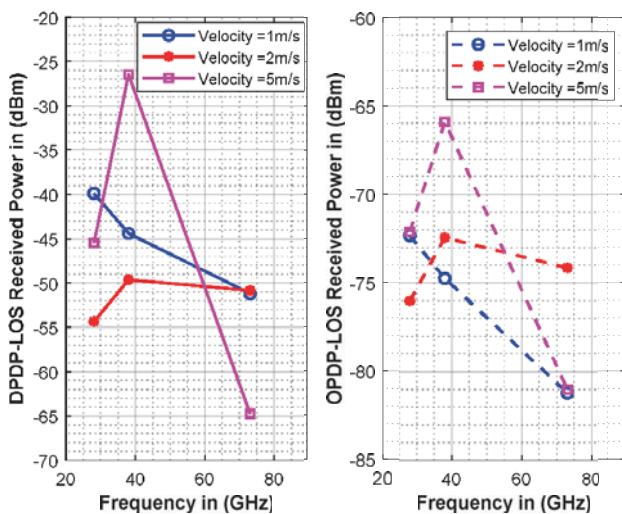 DPDP-LOS Received Power in (dBm)
-20
-25
-30
-35
-40
-45
-50
-55
-60
-65
-70
20
40
60
80
Frequency in (GHz)
Velocity =1m/s
Velocity =2m/s
Velocity =5m/s
OPDP-LOS Received Power in (dBm)
-60
-65
-70
-75
-80
-85
20
40
60
80
Frequency in (GHz)
Velocity =1m/s
Velocity =2m/s
Velocity =5m/s